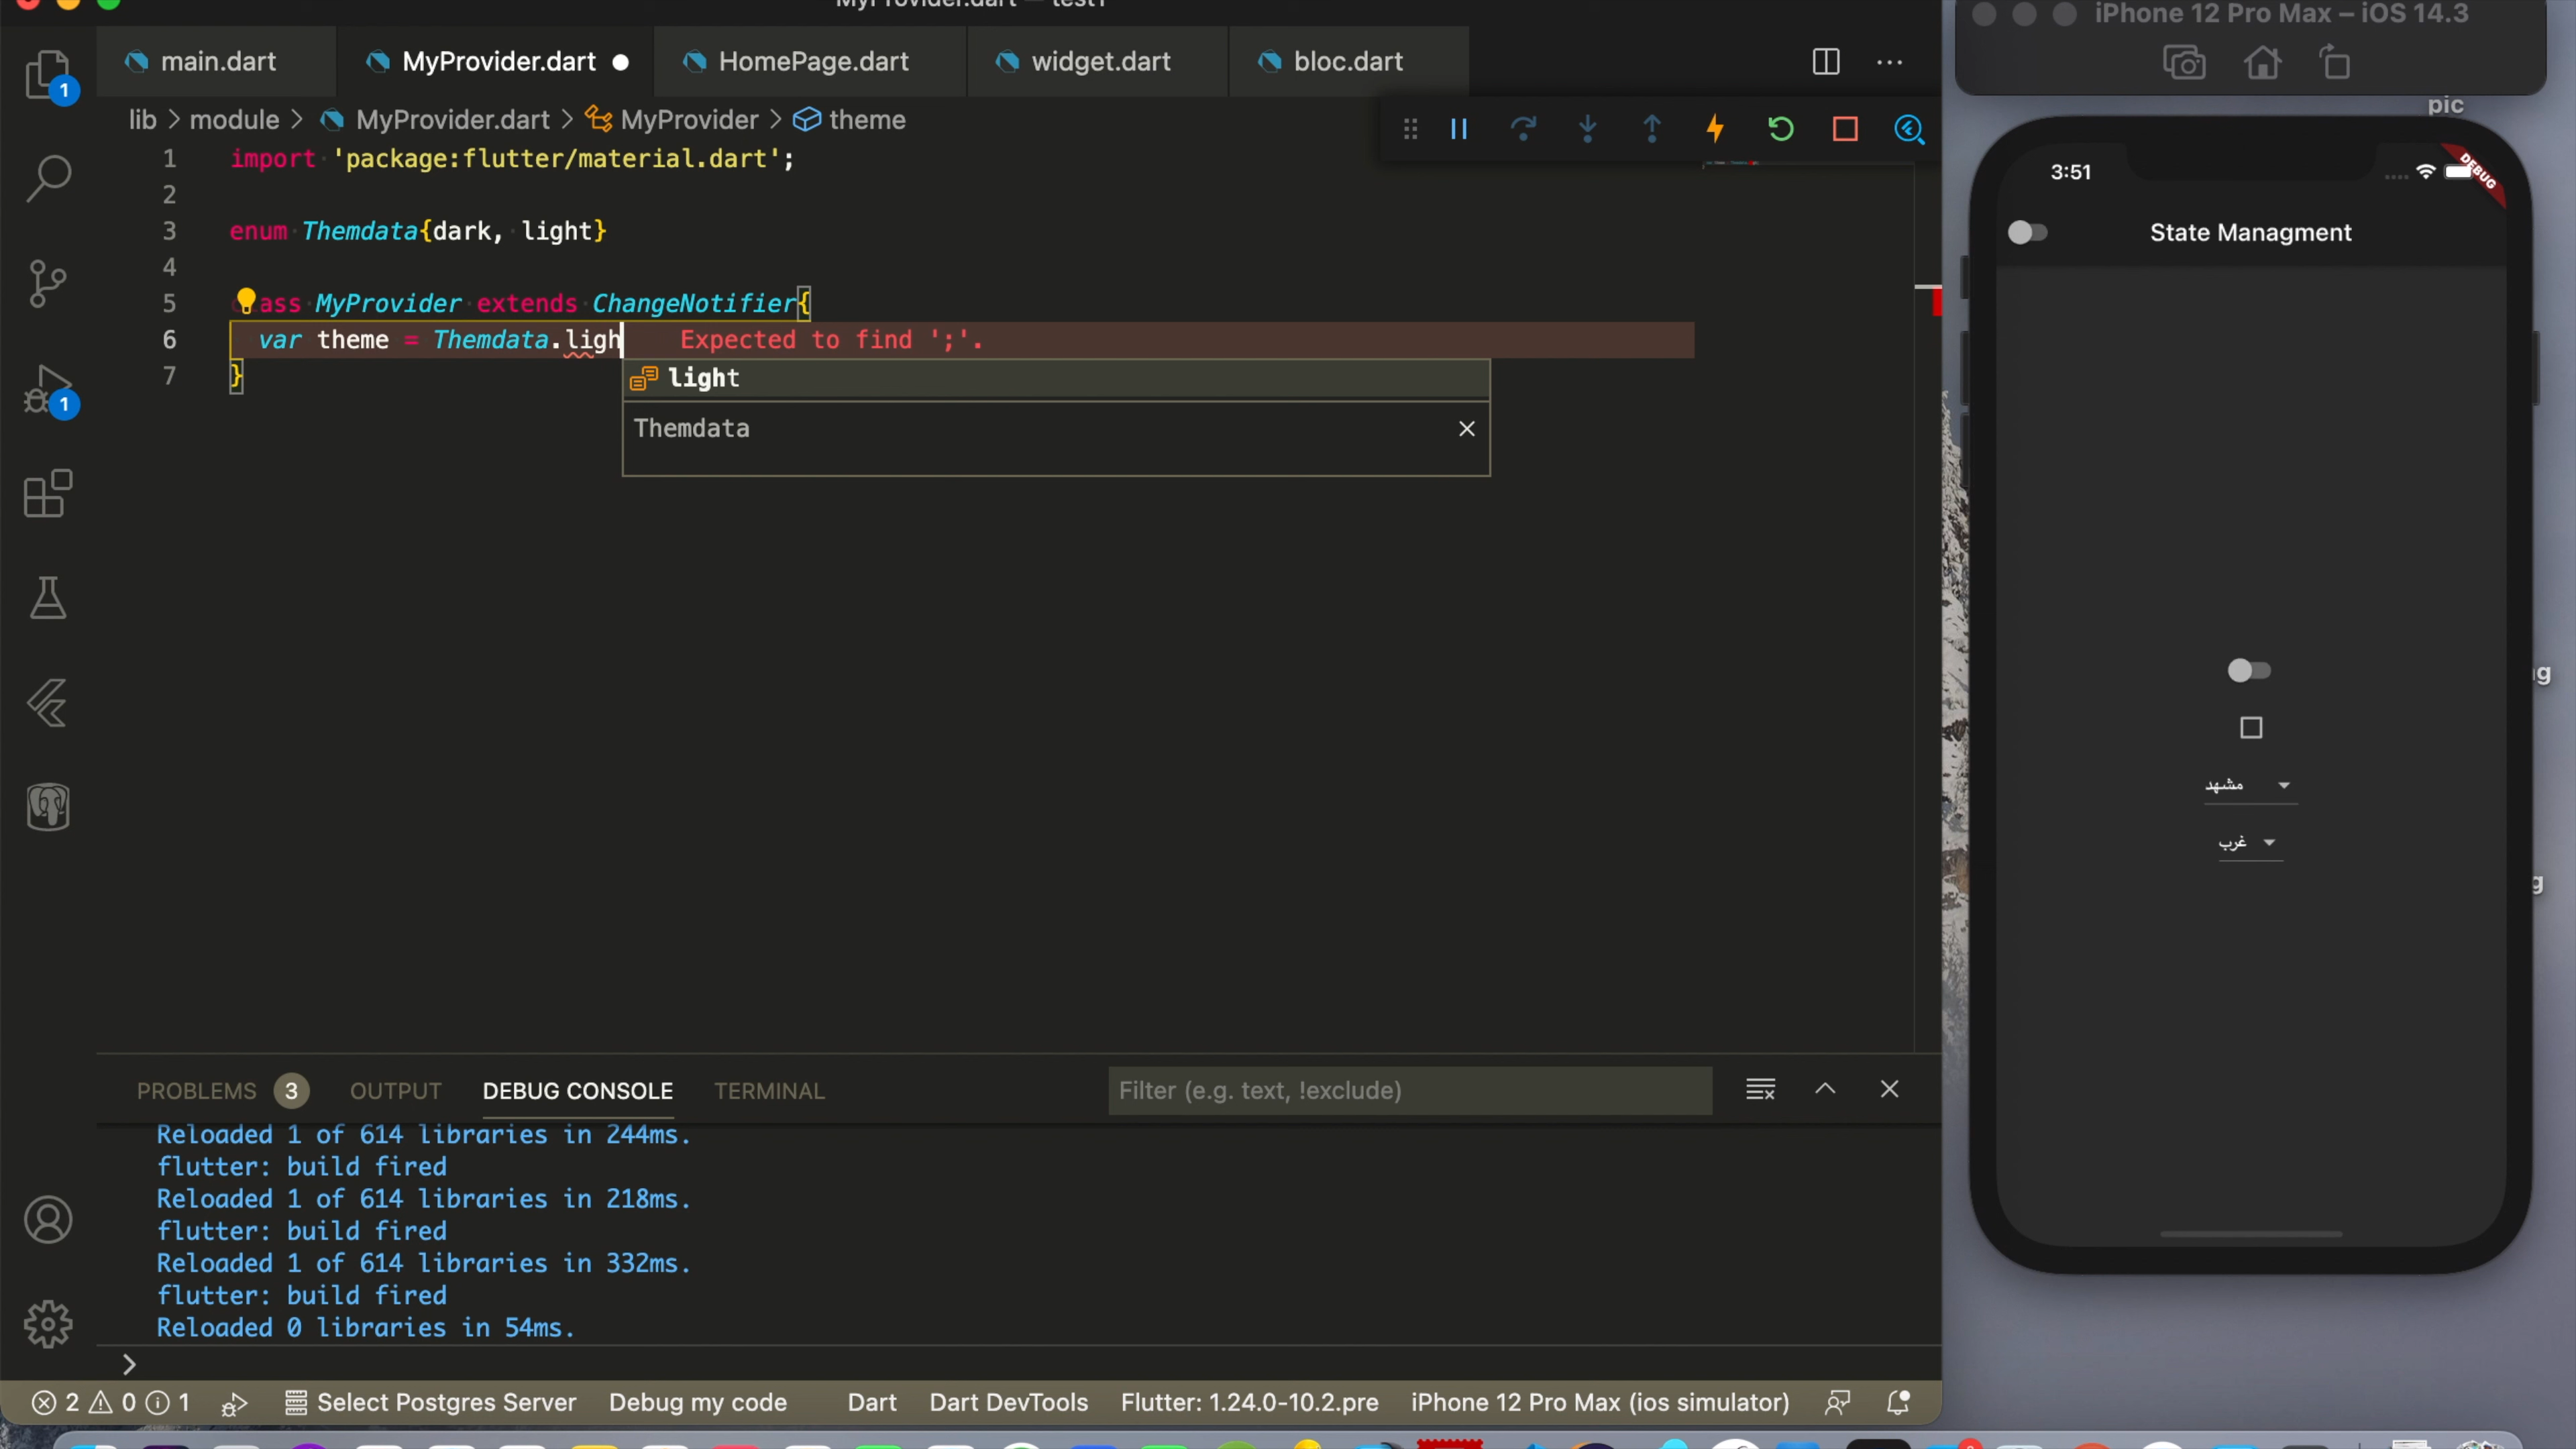 MyProvider.dart — test1
main.dart
MyProvider.dart
HomePage.dart
widget.dart
bloc.dart
lib > module > MyProvider.dart > MyProvider > theme
1 import 'package:flutter/material.dart';
2
3 enum Themdata{dark, light}
4
5 ass MyProvider extends ChangeNotifier{
6 var theme = Themdata.ligh Expected to find ';'.
7 }
light
Themdata
1
1
PROBLEMS 3 OUTPUT DEBUG CONSOLE TERMINAL
Filter (e.g. text, !exclude)
Reloaded 1 of 614 libraries in 244ms.
flutter: build fired
Reloaded 1 of 614 libraries in 218ms.
flutter: build fired
Reloaded 1 of 614 libraries in 332ms.
flutter: build fired
Reloaded 0 libraries in 54ms.
2 0 1 Select Postgres Server Debug my code Dart Dart DevTools Flutter: 1.24.0-10.2.pre iPhone 12 Pro Max (ios simulator)
iPhone 12 Pro Max – iOS 14.3
pic
3:51
DEBUG
State Managment
مشهد
غرب
g
g